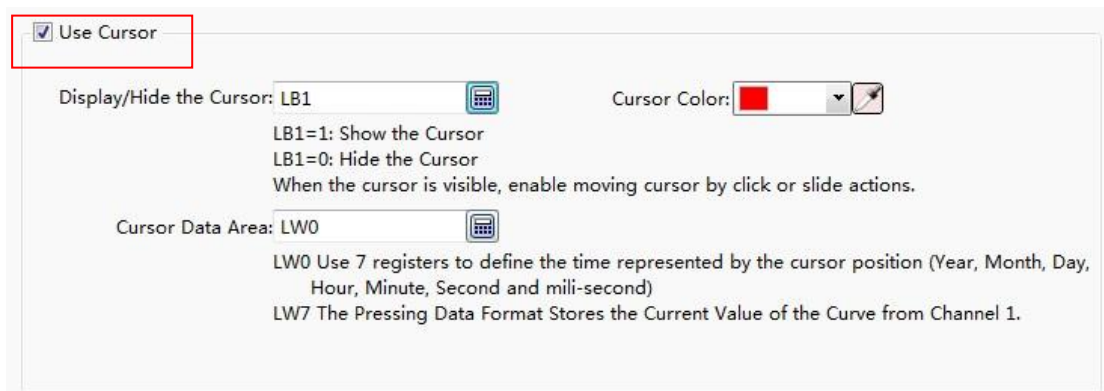 Use Cursor
Display/Hide the Cursor: LB1 Cursor Color:
LB1=1: Show the Cursor
LB1=0: Hide the Cursor
When the cursor is visible, enable moving cursor by click or slide actions.
Cursor Data Area: LW0
LW0 Use 7 registers to define the time represented by the cursor position (Year, Month, Day,
Hour, Minute, Second and mili-second)
LW7 The Pressing Data Format Stores the Current Value of the Curve from Channel 1.